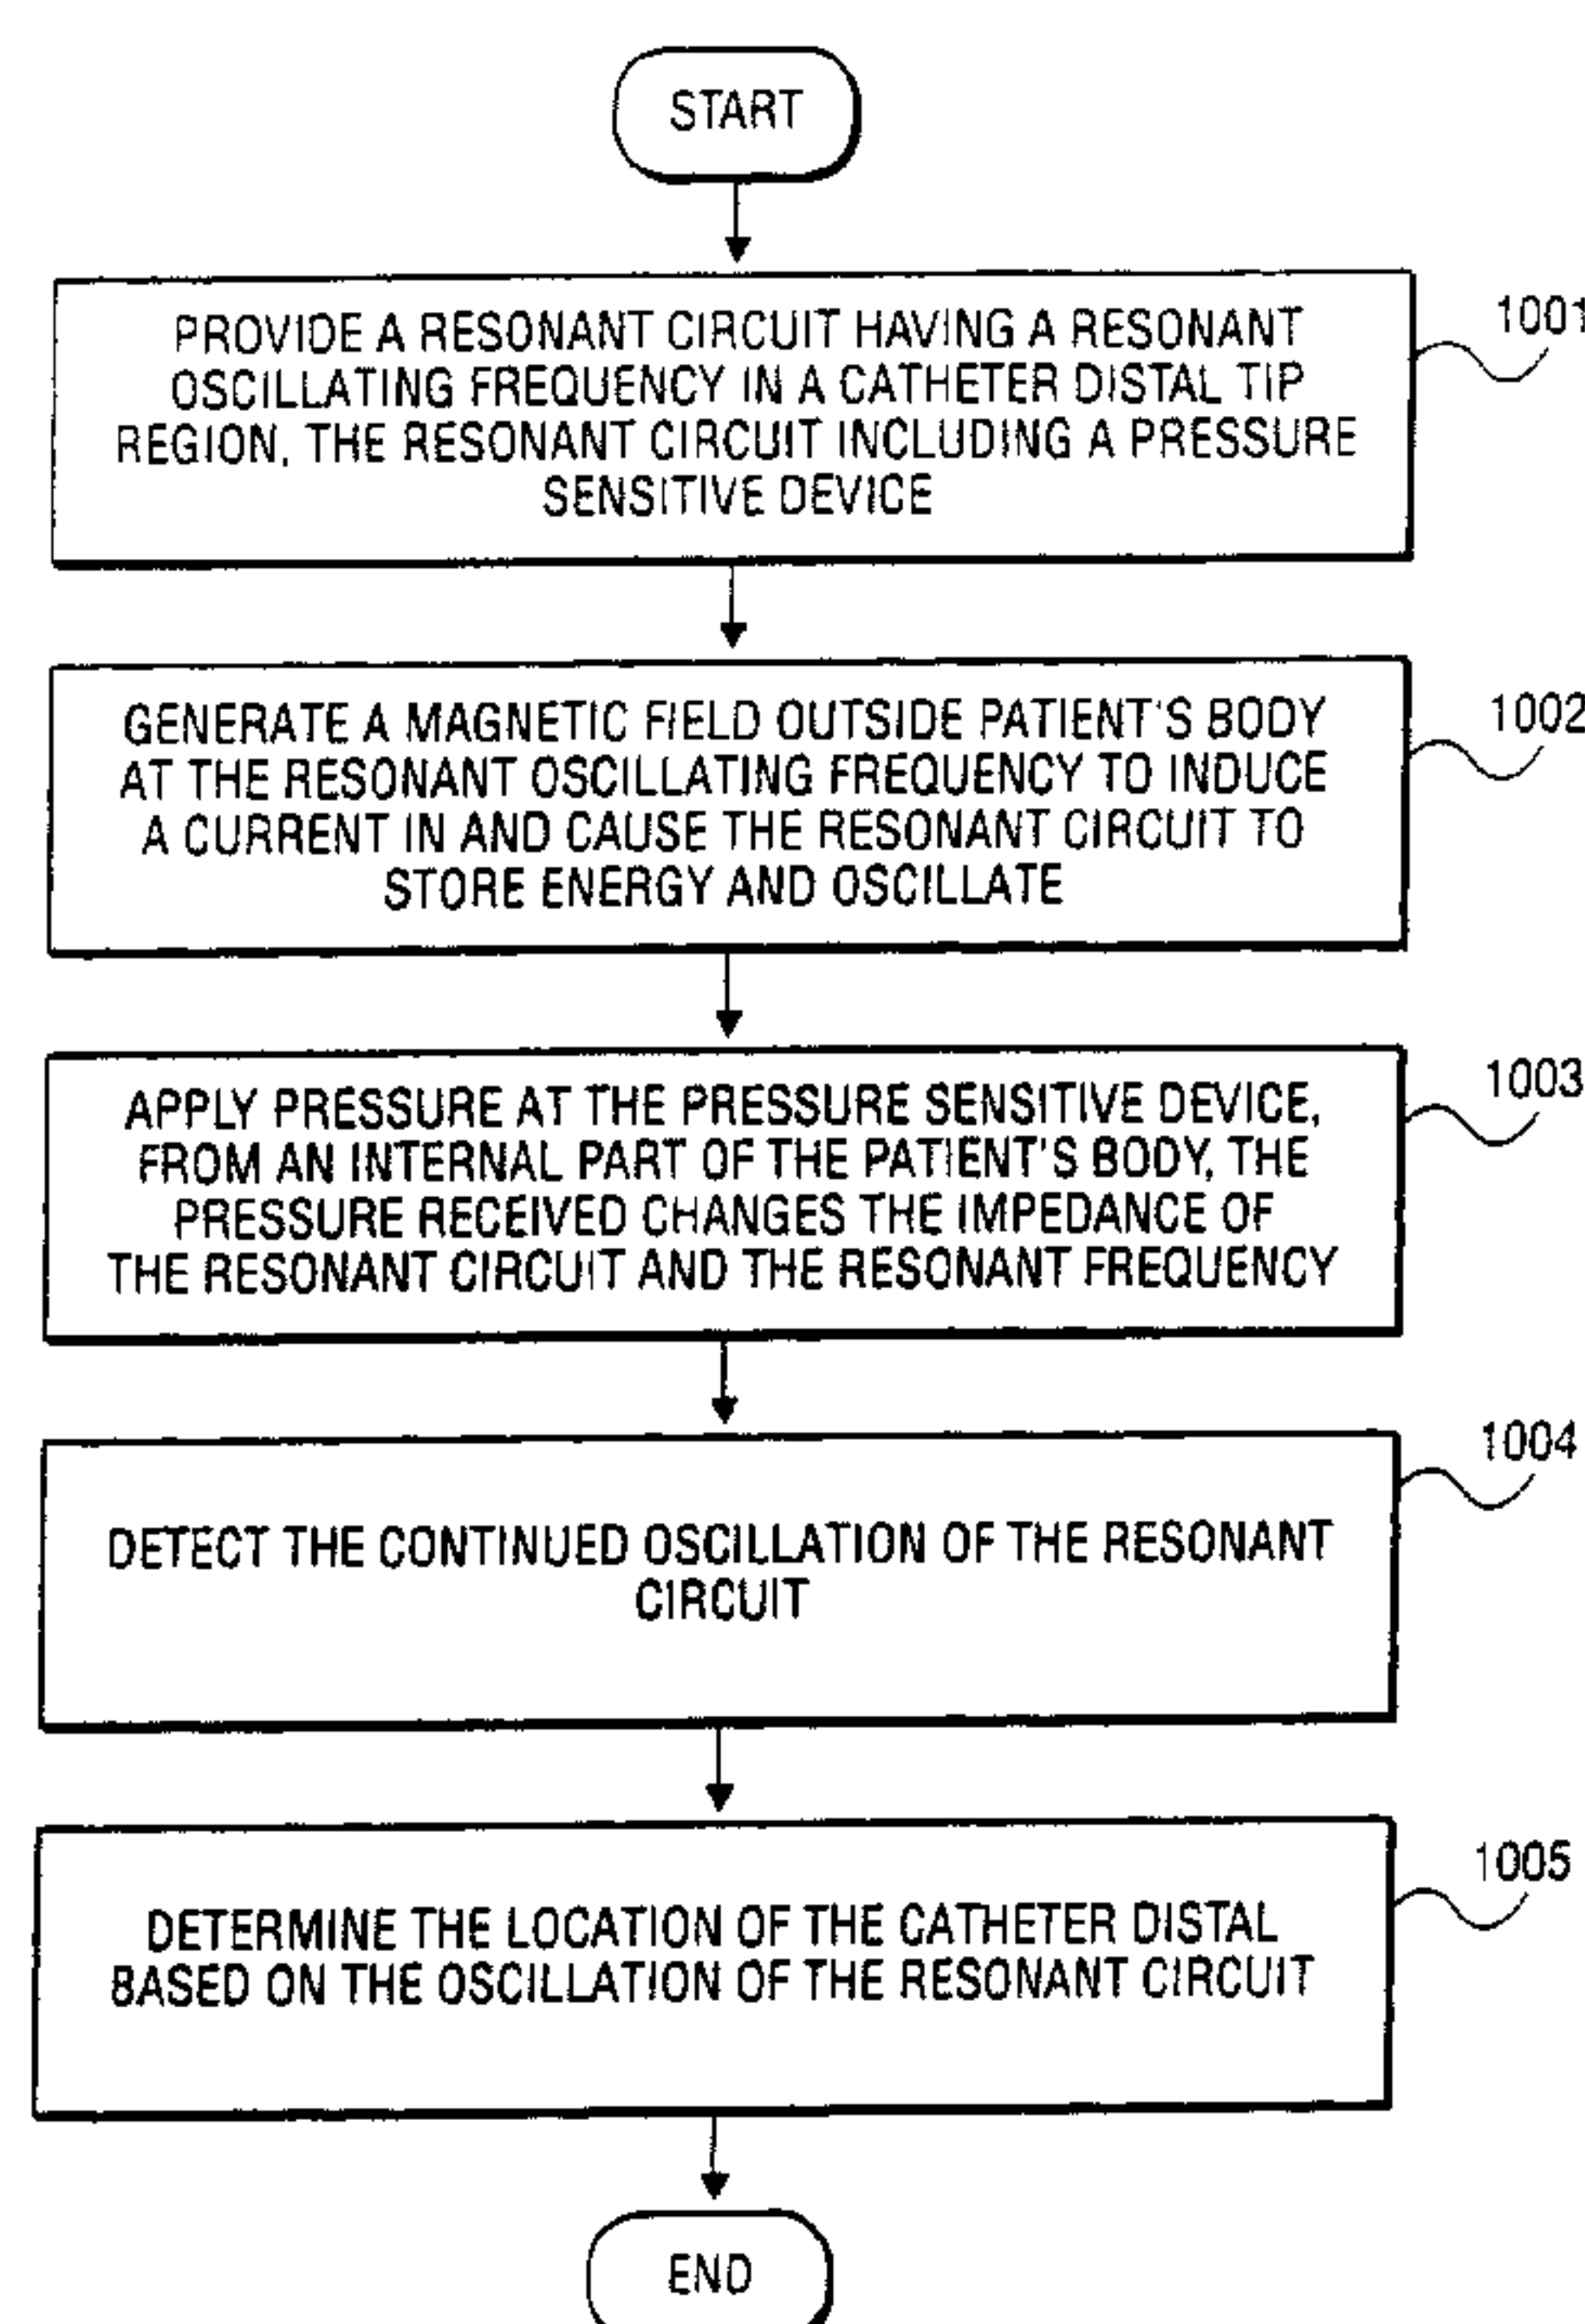 START
PROVIDE A RESONANT CIRCUIT HAVING A RESONANT
OSCILLATING FREQUENCY IN A CATHETER DISTAL TIP
REGION, THE RESONANT CIRCUIT INCLUDING A PRESSURE
SENSITIVE DEVICE
1001
GENERATE A MAGNETIC FIELD OUTSIDE PATIENT'S BODY
AT THE RESONANT OSCILLATING FREQUENCY TO INDUCE
A CURRENT IN AND CAUSE THE RESONANT CIRCUIT TO
STORE ENERGY AND OSCILLATE
1002
APPLY PRESSURE AT THE PRESSURE SENSITIVE DEVICE,
FROM AN INTERNAL PART OF THE PATIENT'S BODY, THE
PRESSURE RECEIVED CHANGES THE IMPEDANCE OF
THE RESONANT CIRCUIT AND THE RESONANT FREQUENCY
1003
DETECT THE CONTINUED OSCILLATION OF THE RESONANT
CIRCUIT
1004
DETERMINE THE LOCATION OF THE CATHETER DISTAL
BASED ON THE OSCILLATION OF THE RESONANT CIRCUIT
1005
END